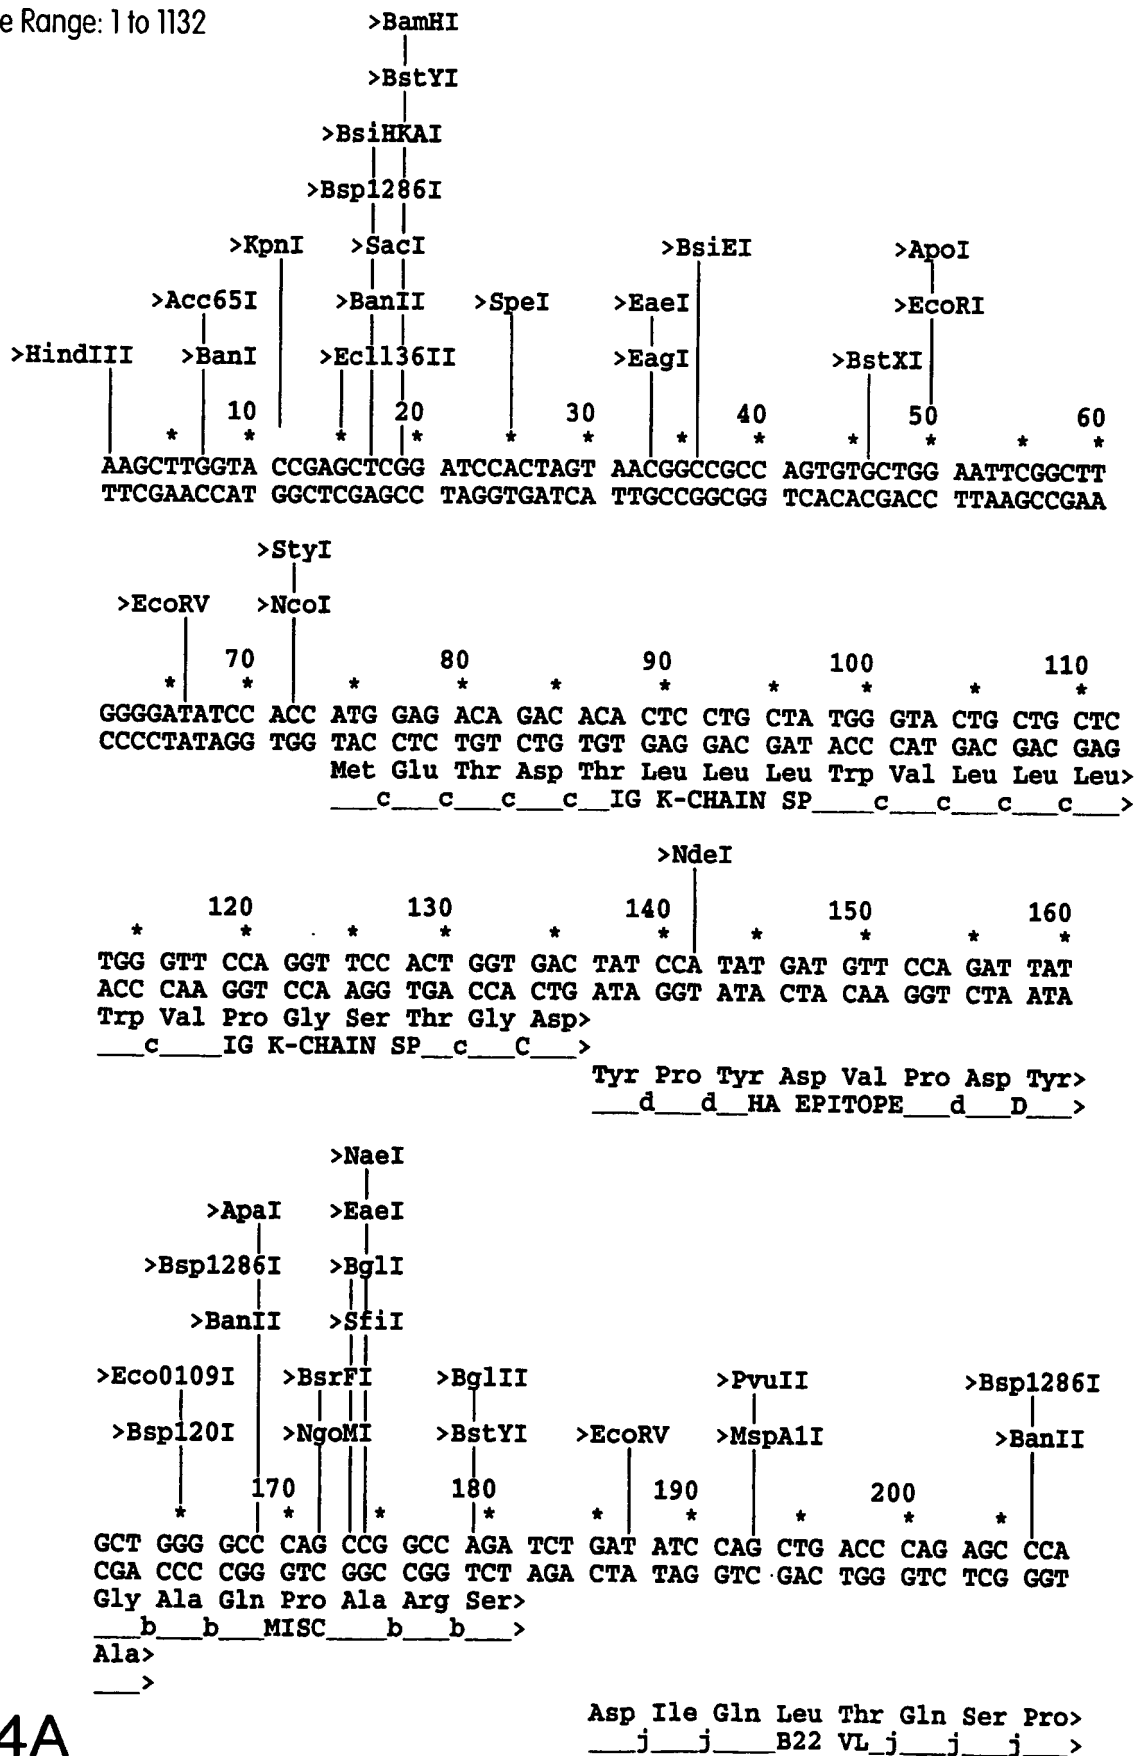 e Range: 1 to 1132
>BamHI
>BstYI
>BsiHKAI
>Bsp1286I
>KpnI >SacI >BsiEI >ApoI
>Acc65I >BanII >SpeI >EaeI >EcoRI
>HindIII >BanI >Ecl136II >EagI >BstXI
10 20 30 40 50 60
* * * * * * * * * * * *
AAGCTTGGTA CCGAGCTCGG ATCCACTAGT AACGGCCGCC AGTGTGCTGG AATTCGGCTT
TTCGAACCAT GGCTCGAGCC TAGGTGATCA TTGCCGGCGG TCACACGACC TTAAGCCGAA
>StyI
>EcoRV >NcoI
70 80 90 100 110
* * * * * * * * * *
GGGGATATCC ACC ATG GAG ACA GAC ACA CTC CTG CTA TGG GTA CTG CTG CTC
CCCCTATAGG TGG TAC CTC TGT CTG TGT GAG GAC GAT ACC CAT GAC GAC GAG
Met Glu Thr Asp Thr Leu Leu Leu Trp Val Leu Leu Leu>
___c___c___c___c__IG K-CHAIN SP____c___c___c___c___>
>NdeI
120 130 140 150 160
* * * * * * * * * *
TGG GTT CCA GGT TCC ACT GGT GAC TAT CCA TAT GAT GTT CCA GAT TAT
ACC CAA GGT CCA AGG TGA CCA CTG ATA GGT ATA CTA CAA GGT CTA ATA
Trp Val Pro Gly Ser Thr Gly Asp>
___c____IG K-CHAIN SP__c___C___>
Tyr Pro Tyr Asp Val Pro Asp Tyr>
___d___d__HA EPITOPE___d___D___>
>NaeI
>ApaI >EaeI
>Bsp1286I >BglI
>BanII >SfiI
>EcoO109I >BsrFI >BglII >PvuII >Bsp1286I
>Bsp120I >NgoMI >BstYI >EcoRV >MspA1I >BanII
170 180 190 200
* * * * * * * * *
GCT GGG GCC CAG CCG GCC AGA TCT GAT ATC CAG CTG ACC CAG AGC CCA
CGA CCC CGG GTC GGC CGG TCT AGA CTA TAG GTC GAC TGG GTC TCG GGT
Gly Ala Gln Pro Ala Arg Ser>
___b___b___MISC____b___b___>
Ala>
___>
Asp Ile Gln Leu Thr Gln Ser Pro>
___j___j____B22 VL_j___j___j___>
4A